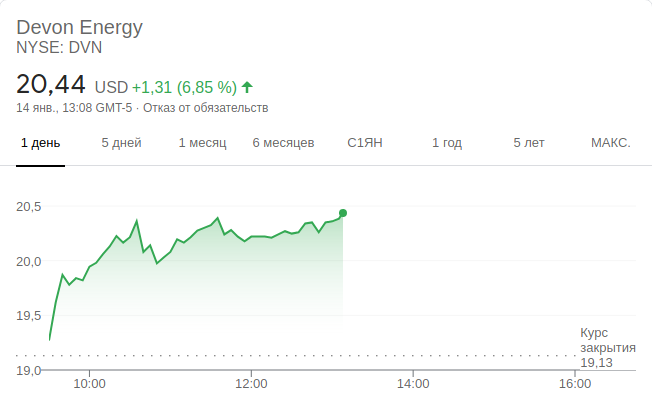 Devon Energy
NYSE: DVN
20,44 USD +1,31 (6,85 %)
14 янв., 13:08 GMT-5 · Отказ от обязательств
1 день 5 дней 1 месяц 6 месяцев С1ЯН 1 год 5 лет МАКС.
20,5
20,0
19,5
Курс
закрытия
19,13
19,0
10:00 12:00 14:00 16:00